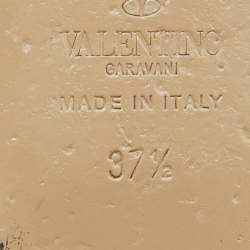 VALENTINO
GARAVANI
MADE IN ITALY
37½